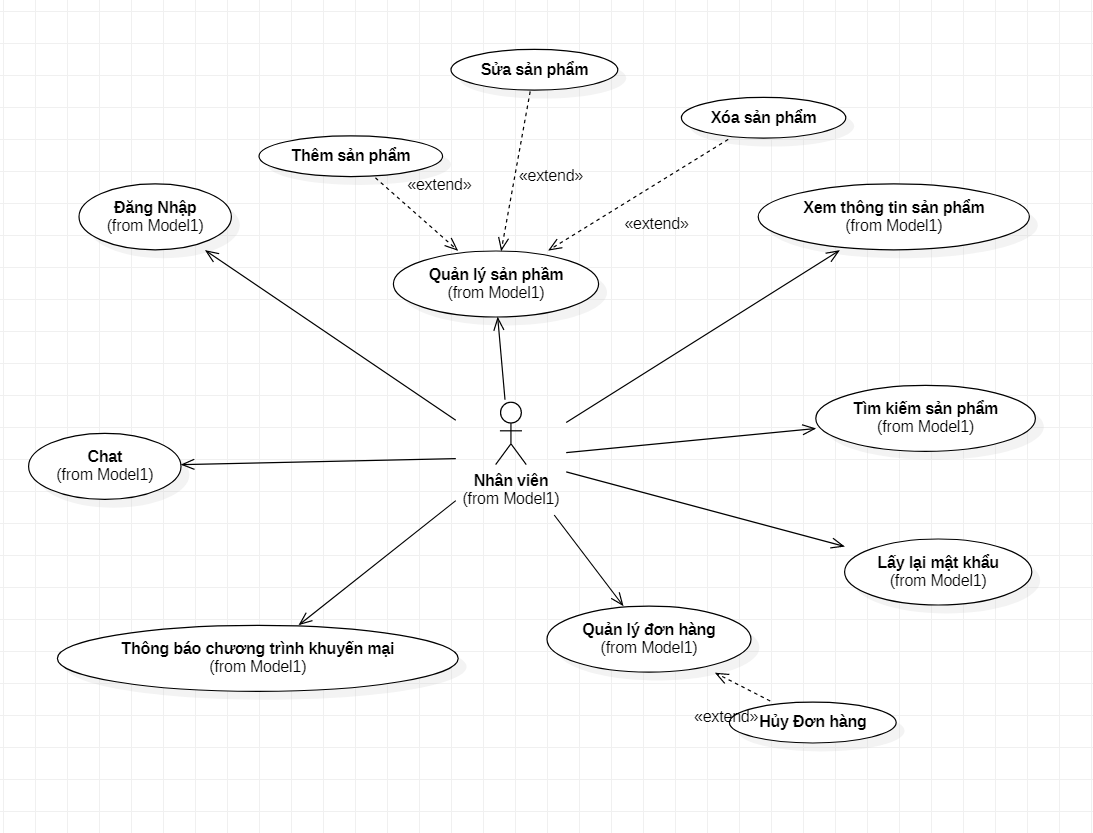 Sửa sản phẩm
Xóa sản phẩm
Thêm sản phẩm
«extend»
«extend»
«extend»
Đăng Nhập
(from Model1)
Xem thông tin sản phẩm
(from Model1)
Quản lý sản phầm
(from Model1)
Tìm kiếm sản phẩm
(from Model1)
Chat
(from Model1)
Nhân viên
(from Model1)
Lấy lại mật khẩu
(from Model1)
Quản lý đơn hàng
(from Model1)
Thông báo chương trình khuyến mại
(from Model1)
«extend»
Hủy Đơn hàng